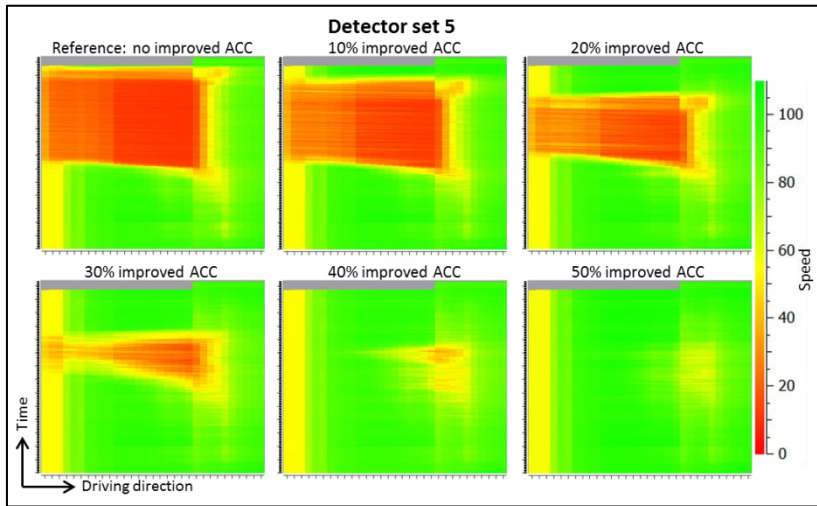 Detector set 5
Reference: no improved ACC
10% improved ACC
20% improved ACC
100
80
60
40
20
0
Speed
30% improved ACC
40% improved ACC
50% improved ACC
Time
Driving direction